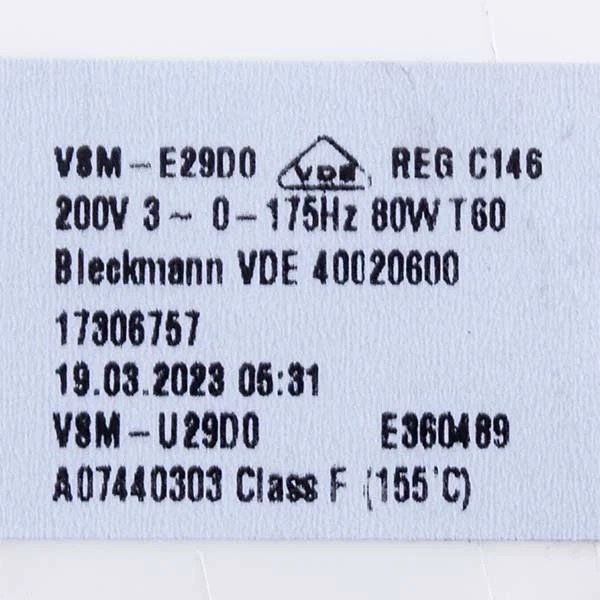 V8M-E29D0 VDE REG C146
200V 3~ 0-175Hz 80W T60
Bleckmann VDE 40020600
17306757
19.03.2023 05:31
V8M-U29D0 E360489
A07440303 Class F (155°C)